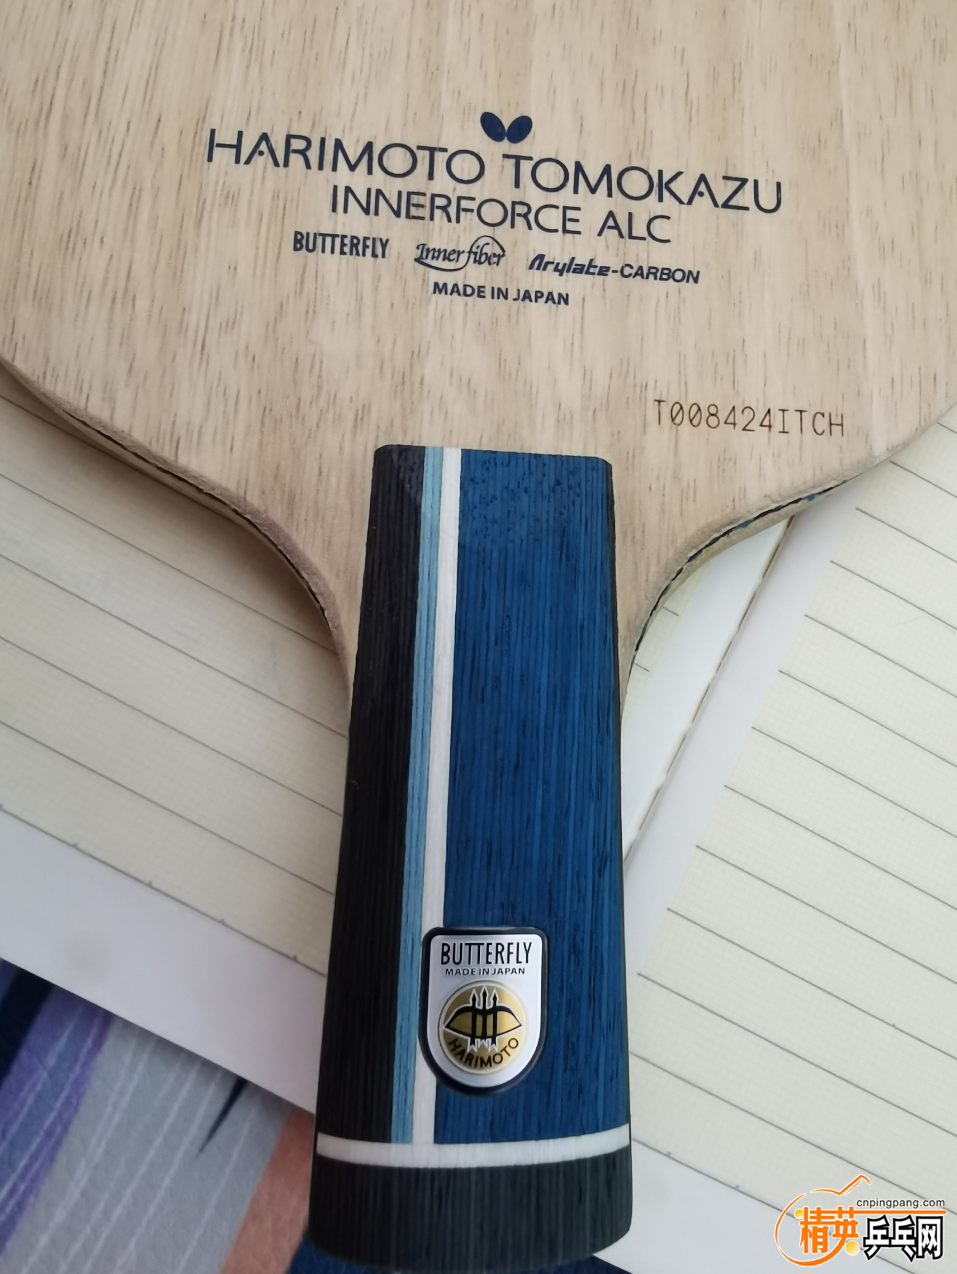 HARIMOTO TOMOKAZU
INNERFORCE ALC
BUTTERFLY Innerfiber Arylate-CARBON
MADE IN JAPAN
T008424ITCH
BUTTERFLY
MADE IN JAPAN
HARIMOTO
cnpingpang.com
精英乒乓网